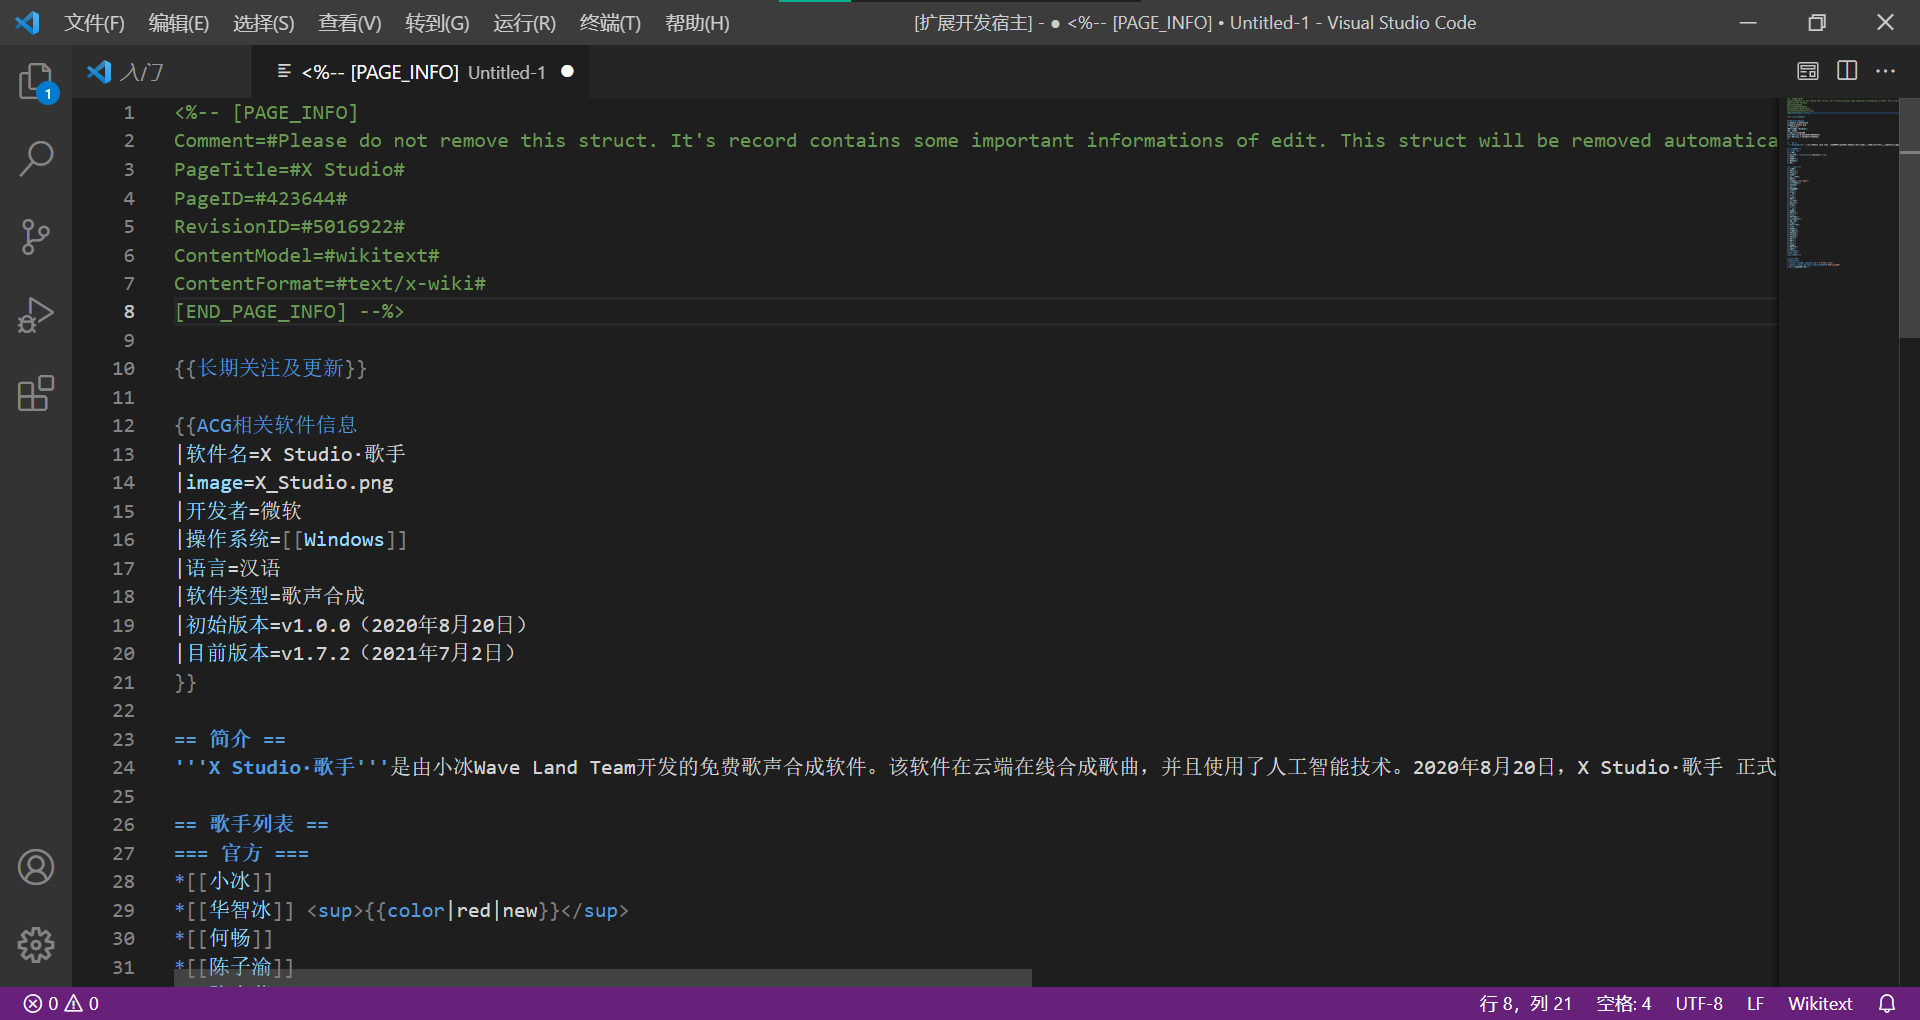 文件(F) 编辑(E) 选择(S) 查看(V) 转到(G) 运行(R) 终端(T) 帮助(H) [扩展开发宿主] - ● <%-- [PAGE_INFO] • Untitled-1 - Visual Studio Code
入门 <%-- [PAGE_INFO] Untitled-1 ●
1
1 <%-- [PAGE_INFO]
2 Comment=#Please do not remove this struct. It's record contains some important informations of edit. This struct will be removed automatica
3 PageTitle=#X Studio#
4 PageID=#423644#
5 RevisionID=#5016922#
6 ContentModel=#wikitext#
7 ContentFormat=#text/x-wiki#
8 [END_PAGE_INFO] --%>
9
10 {{长期关注及更新}}
11
12 {{ACG相关软件信息
13 |软件名=X Studio·歌手
14 |image=X_Studio.png
15 |开发者=微软
16 |操作系统=[[Windows]]
17 |语言=汉语
18 |软件类型=歌声合成
19 |初始版本=v1.0.0（2020年8月20日）
20 |目前版本=v1.7.2（2021年7月2日）
21 }}
22
23 == 简介 ==
24 '''X Studio·歌手'''是由小冰Wave Land Team开发的免费歌声合成软件。该软件在云端在线合成歌曲，并且使用了人工智能技术。2020年8月20日，X Studio·歌手 正式
25
26 == 歌手列表 ==
27 === 官方 ===
28 *[[小冰]]
29 *[[华智冰]] <sup>{{color|red|new}}</sup>
30 *[[何畅]]
31 *[[陈子渝]]
0 0 行 8，列 21 空格: 4 UTF-8 LF Wikitext